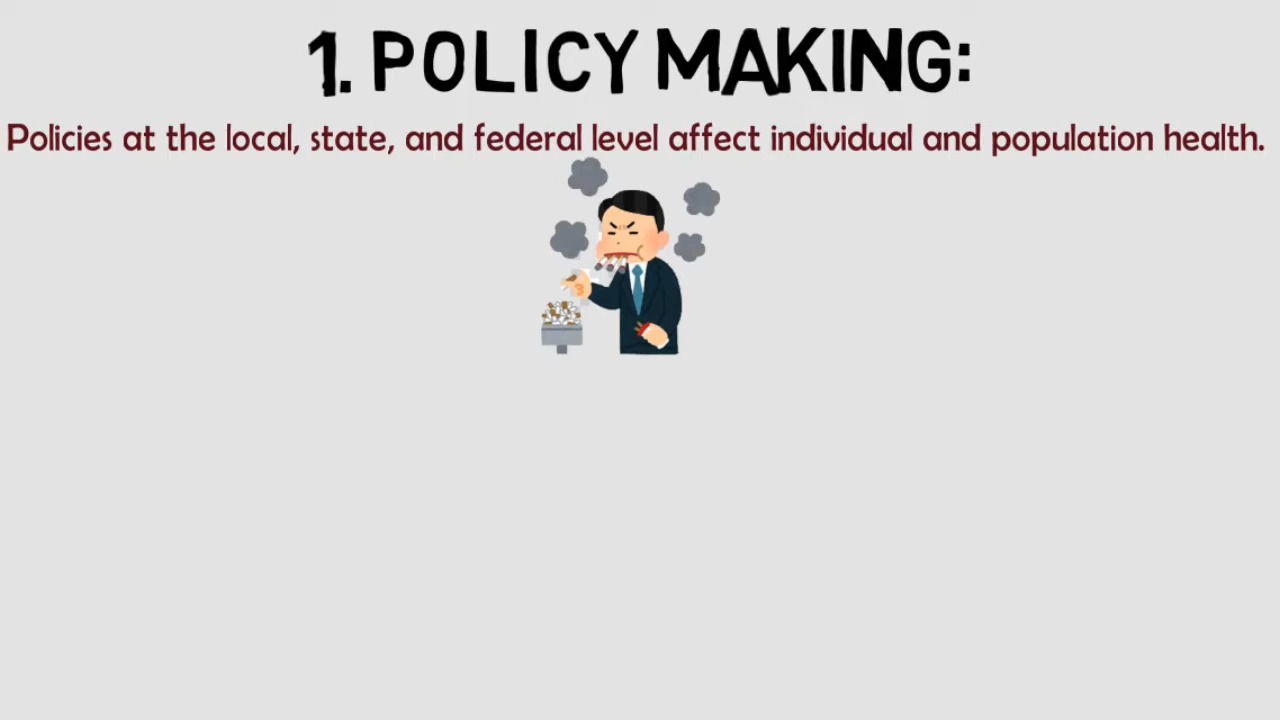 1. POLICY MAKING:
Policies at the local, state, and federal level affect individual and population health.